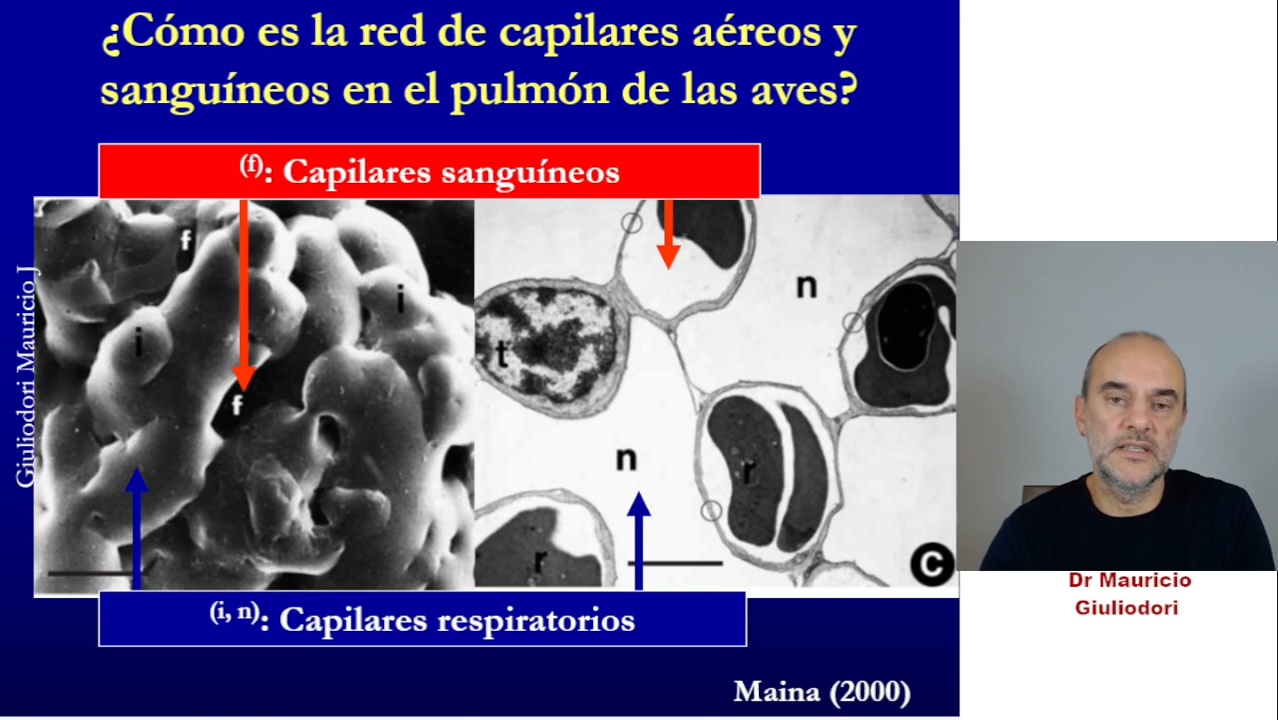 ¿Cómo es la red de capilares aéreos y
sanguíneos en el pulmón de las aves?
(f): Capilares sanguíneos
Giuliodori Mauricio J
f
i
i
f
n
t
n
r
r
C
(i, n): Capilares respiratorios
Maina (2000)
Dr Mauricio
Giuliodori